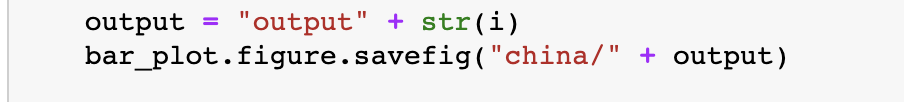 output = "output" + str(i)
bar_plot.figure.savefig("china/" + output)